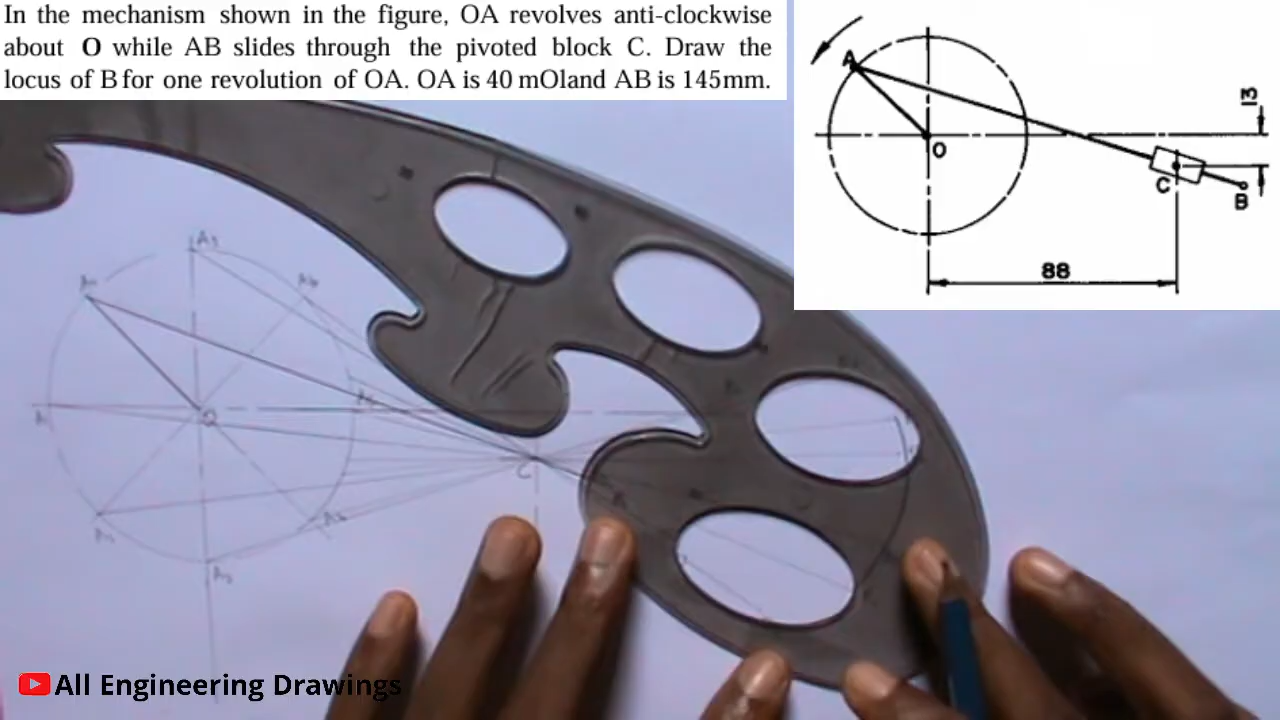 In the mechanism shown in the figure, OA revolves anti-clockwise
about O while AB slides through the pivoted block C. Draw the
locus of B for one revolution of OA. OA is 40 mOland AB is 145mm.
A
O
13
C
B
88
A
O
C
All Engineering Drawings